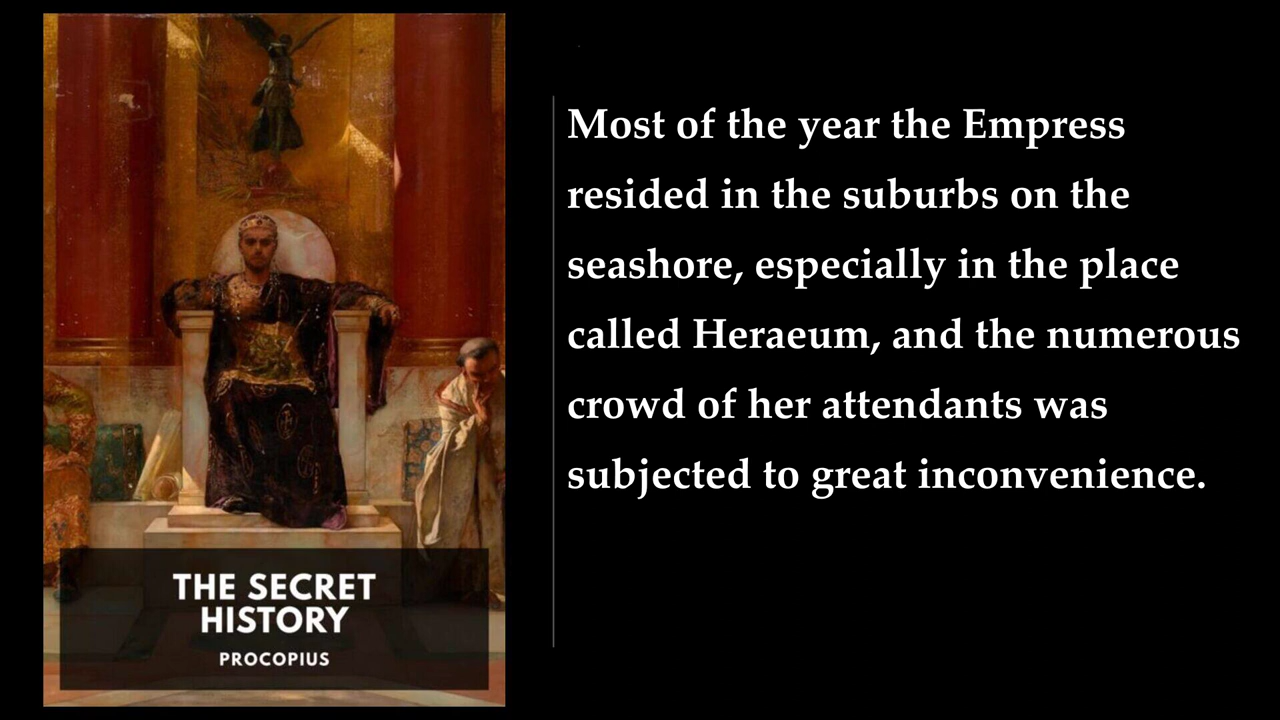 THE SECRET
HISTORY
PROCOPIUS
Most of the year the Empress
resided in the suburbs on the
seashore, especially in the place
called Heraeum, and the numerous
crowd of her attendants was
subjected to great inconvenience.